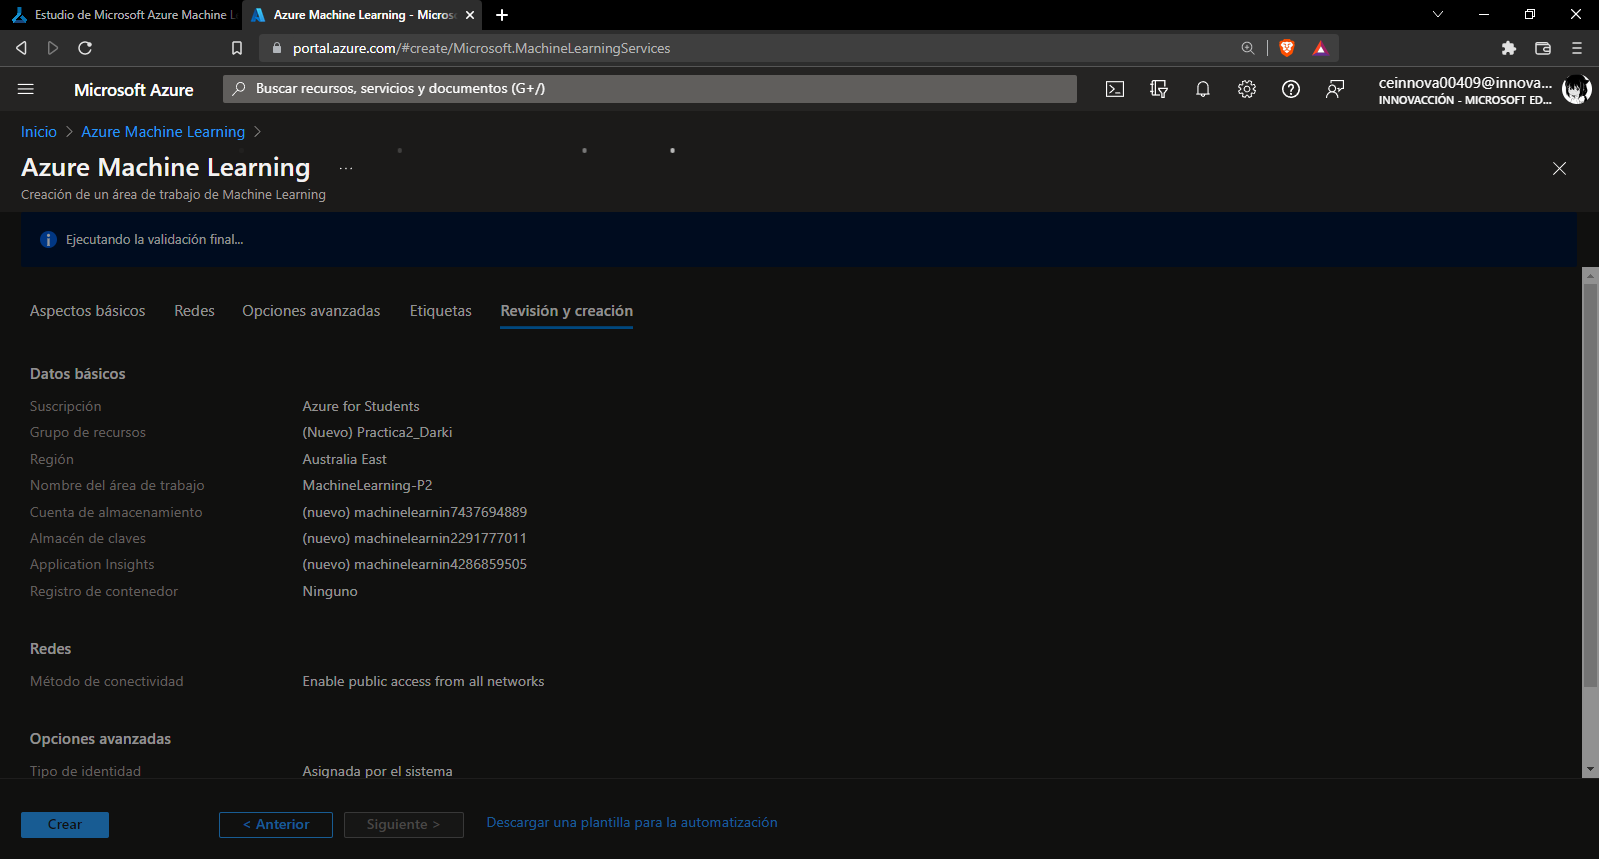 Estudio de Microsoft Azure Machine L
Azure Machine Learning - Micros
portal.azure.com/#create/Microsoft.MachineLearningServices
Microsoft Azure
Buscar recursos, servicios y documentos (G+/)
ceinnova00409@innova...
INNOVACCIÓN - MICROSOFT ED...
Inicio > Azure Machine Learning >
Azure Machine Learning ...
Creación de un área de trabajo de Machine Learning
Ejecutando la validación final...
Aspectos básicos Redes Opciones avanzadas Etiquetas Revisión y creación
Datos básicos
Suscripción Azure for Students
Grupo de recursos (Nuevo) Practica2_Darki
Región Australia East
Nombre del área de trabajo MachineLearning-P2
Cuenta de almacenamiento (nuevo) machinelearnin7437694889
Almacén de claves (nuevo) machinelearnin2291777011
Application Insights (nuevo) machinelearnin4286859505
Registro de contenedor Ninguno
Redes
Método de conectividad Enable public access from all networks
Opciones avanzadas
Tipo de identidad Asignada por el sistema
Crear < Anterior Siguiente > Descargar una plantilla para la automatización